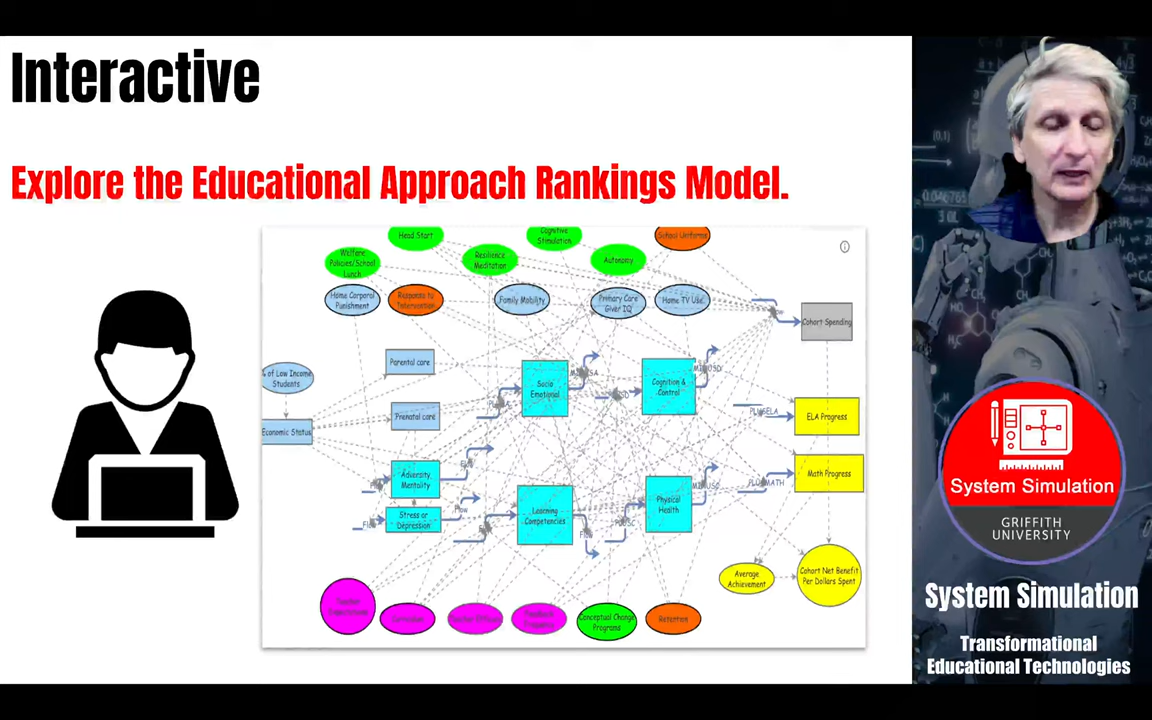 Interactive
Explore the Educational Approach Rankings Model.
Head Start
Cognitive
Stimulation
School Uniforms
Welfare
Policies/School
Lunch
Resilience,
Meditation
Autonomy
Home Corporal
Punishment
Response to
Intervention
Family Mobility
Primary Care
Giver IQ
Home TV Use
Cohort Spending
Parental care
% of Low Income
Students
Socio
Emotional
Cognition &
Control
ELA Progress
Prenatal care
Economic Status
Math Progress
Adversity,
Mentality
Stress or
Depression
Flow
Learning
Competencies
Physical
Health
Average
Achievement
Cohort Net Benefit
Per Dollars Spent
Curriculum
Conceptual Change
Programs
Retention
System Simulation
GRIFFITH
UNIVERSITY
System Simulation
Transformational
Educational Technologies